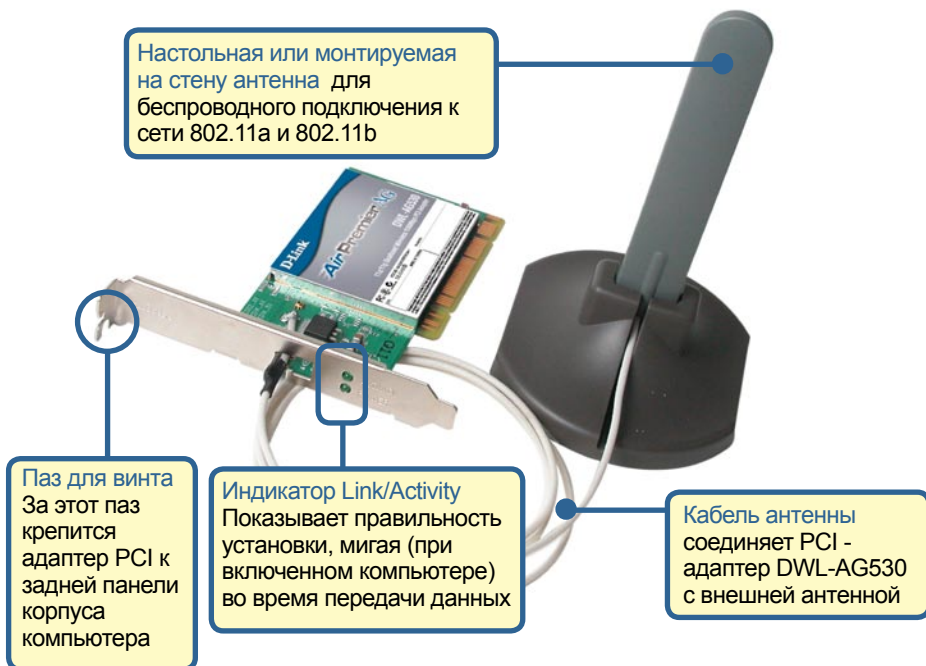 Настольная или монтируемая
на стену антенна для
беспроводного подключения к
сети 802.11a и 802.11b
D-Link
AirPremier AG
DWL-AG530
Паз для винта
За этот паз
крепится
адаптер PCI к
задней панели
корпуса
компьютера
Индикатор Link/Activity
Показывает правильность
установки, мигая (при
включенном компьютере)
во время передачи данных
Кабель антенны
соединяет PCI -
адаптер DWL-AG530
с внешней антенной